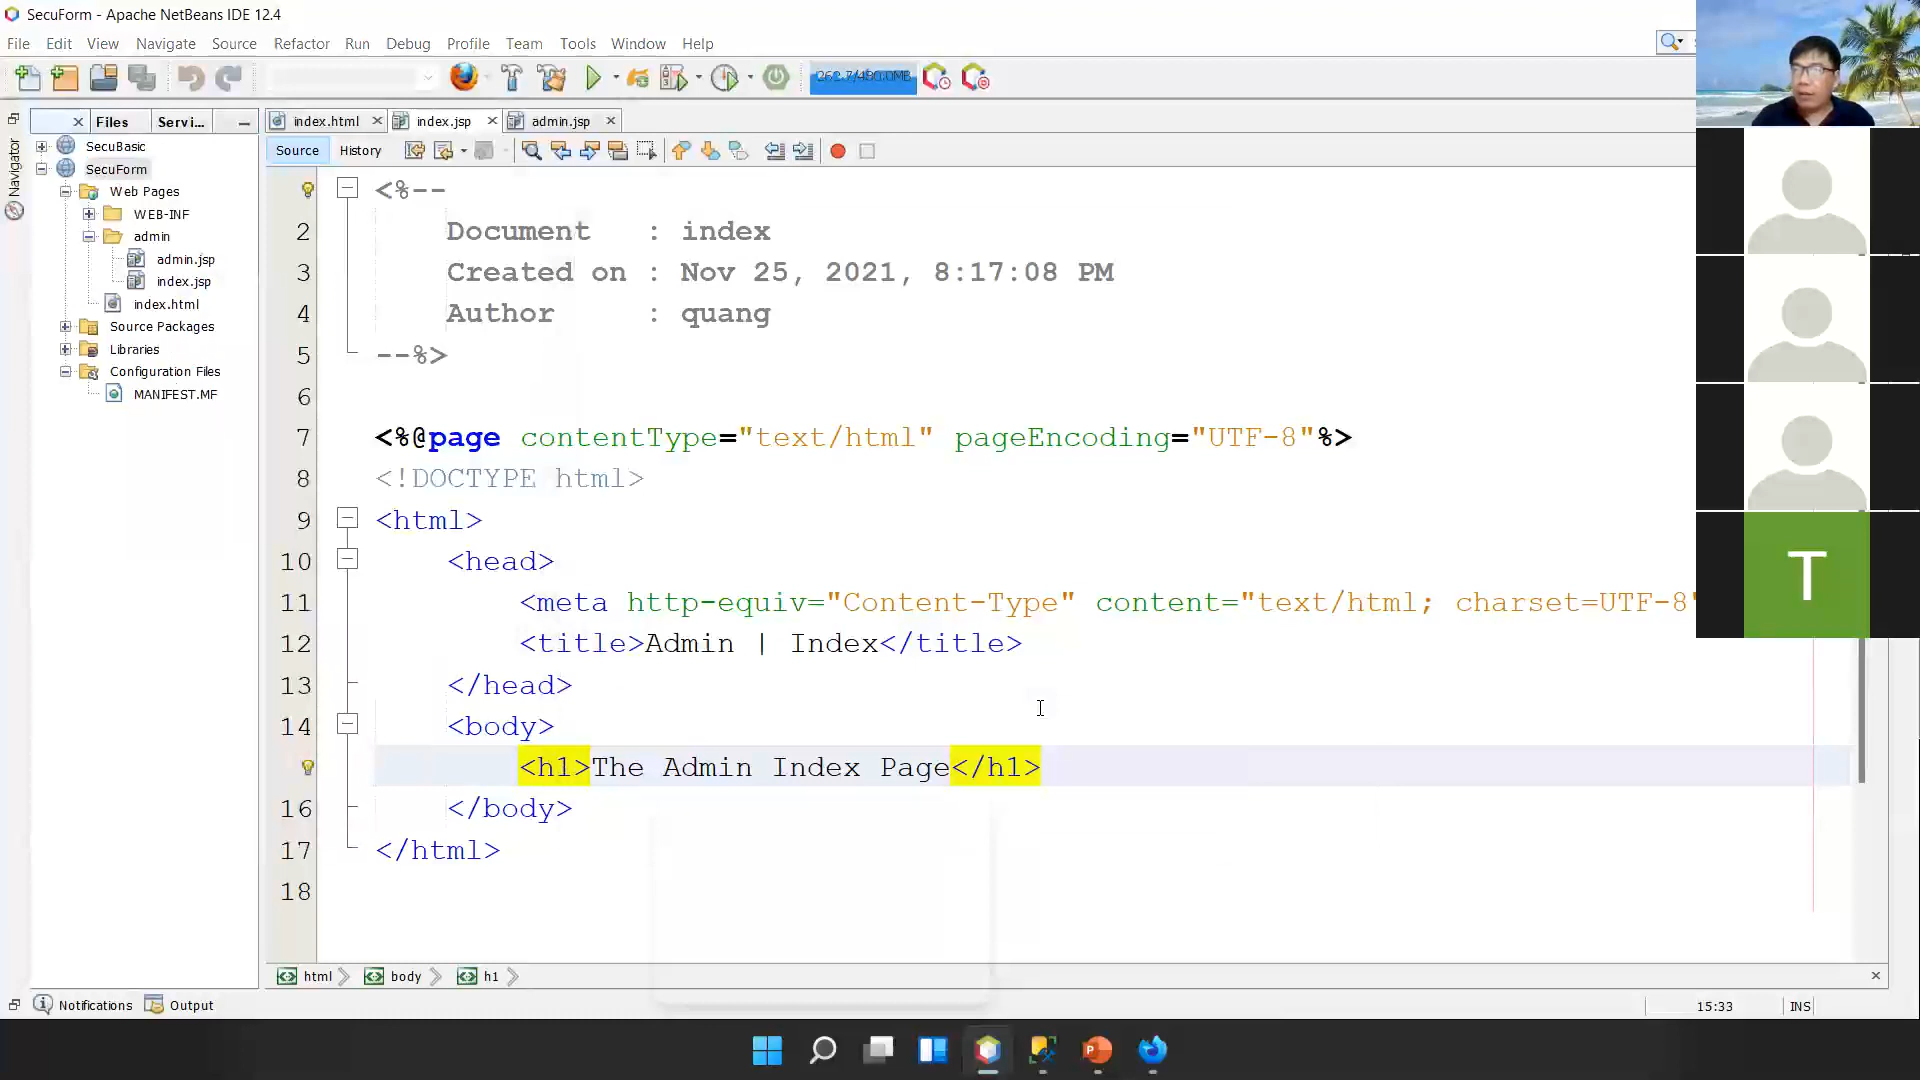 SecuForm - Apache NetBeans IDE 12.4
File Edit View Navigate Source Refactor Run Debug Profile Team Tools Window Help
Files Servi...
index.html index.jsp admin.jsp
Source History
Navigator
SecuBasic
SecuForm
Web Pages
WEB-INF
admin
admin.jsp
index.jsp
index.html
Source Packages
Libraries
Configuration Files
MANIFEST.MF
<%--
2 Document : index
3 Created on : Nov 25, 2021, 8:17:08 PM
4 Author : quang
5 --%>
6
7 <%@page contentType="text/html" pageEncoding="UTF-8"%>
8 <!DOCTYPE html>
9 <html>
10 <head>
11 <meta http-equiv="Content-Type" content="text/html; charset=UTF-8"
12 <title>Admin | Index</title>
13 </head>
14 <body>
<h1>The Admin Index Page</h1>
16 </body>
17 </html>
18
html body h1
Notifications Output
15:33 INS
T